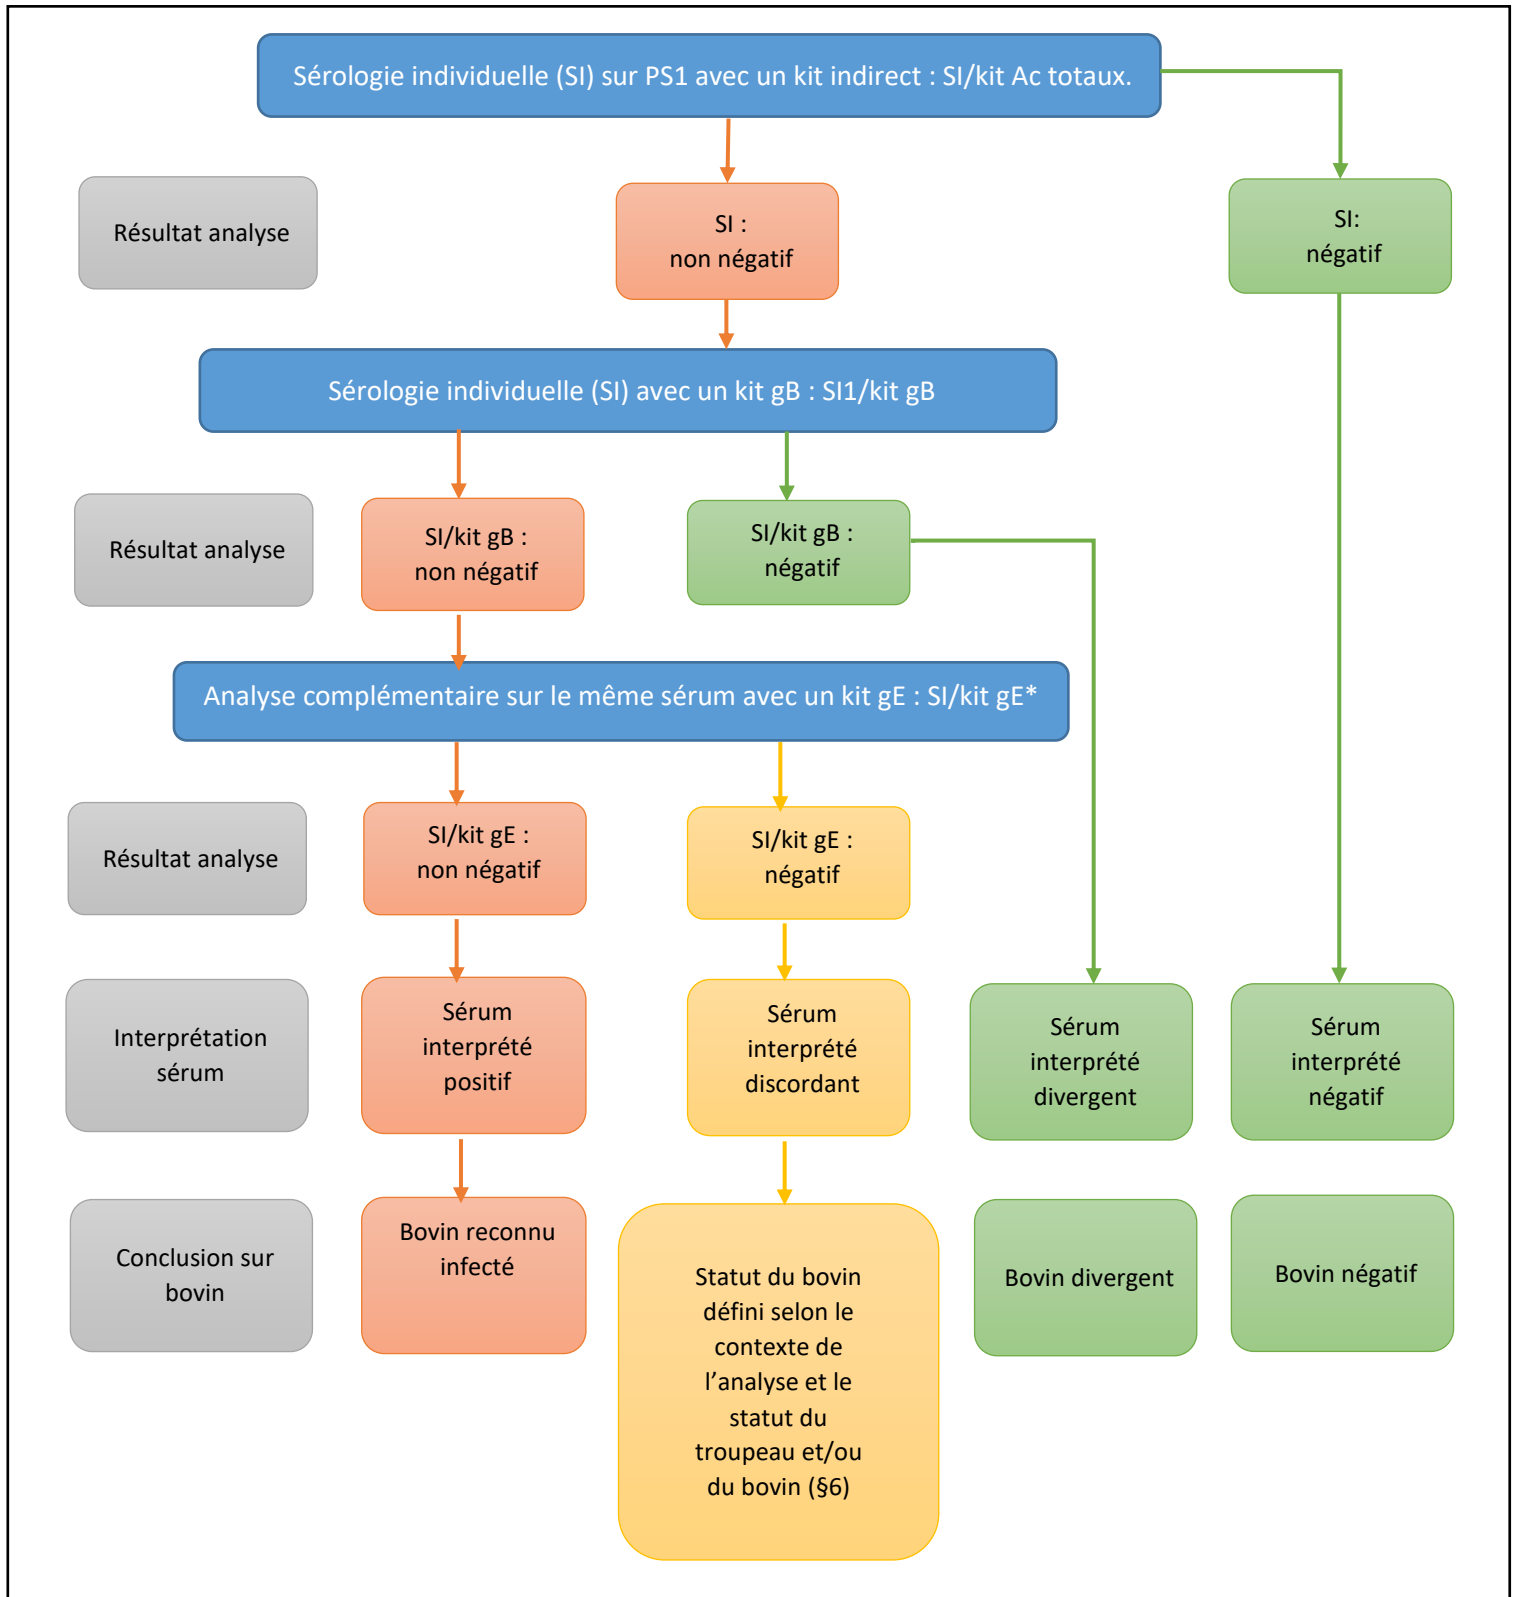 Sérologie individuelle (SI) sur PS1 avec un kit indirect : SI/kit Ac totaux.
Résultat analyse
SI :
non négatif
SI:
négatif
Sérologie individuelle (SI) avec un kit gB : SI1/kit gB
Résultat analyse
SI/kit gB :
non négatif
SI/kit gB :
négatif
Analyse complémentaire sur le même sérum avec un kit gE : SI/kit gE*
Résultat analyse
SI/kit gE :
non négatif
SI/kit gE :
négatif
Interprétation
sérum
Sérum
interprété
positif
Sérum
interprété
discordant
Sérum
interprété
divergent
Sérum
interprété
négatif
Conclusion sur
bovin
Bovin reconnu
infecté
Statut du bovin
défini selon le
contexte de
l’analyse et le
statut du
troupeau et/ou
du bovin (§6)
Bovin divergent
Bovin négatif